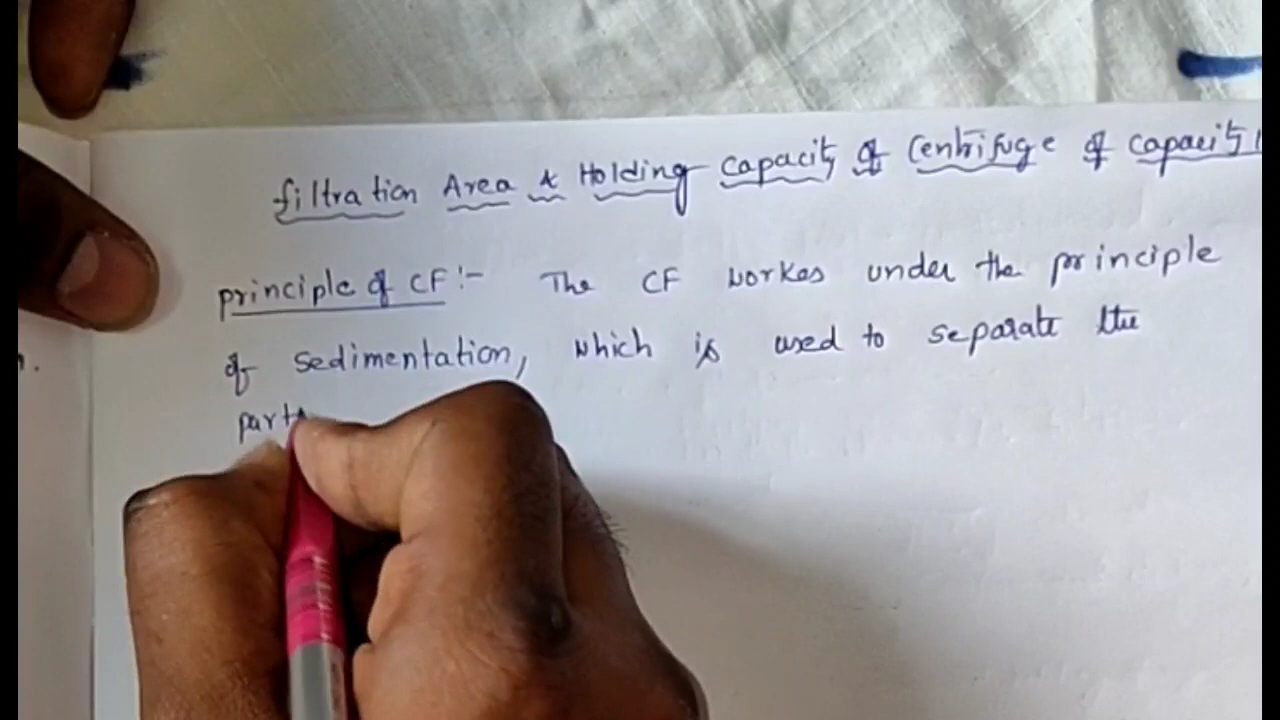 filtration Area & Holding capacity of Centrifuge of capacity
principle of CF:- The CF workes under the principle
of sedimentation, which is used to separate the
part